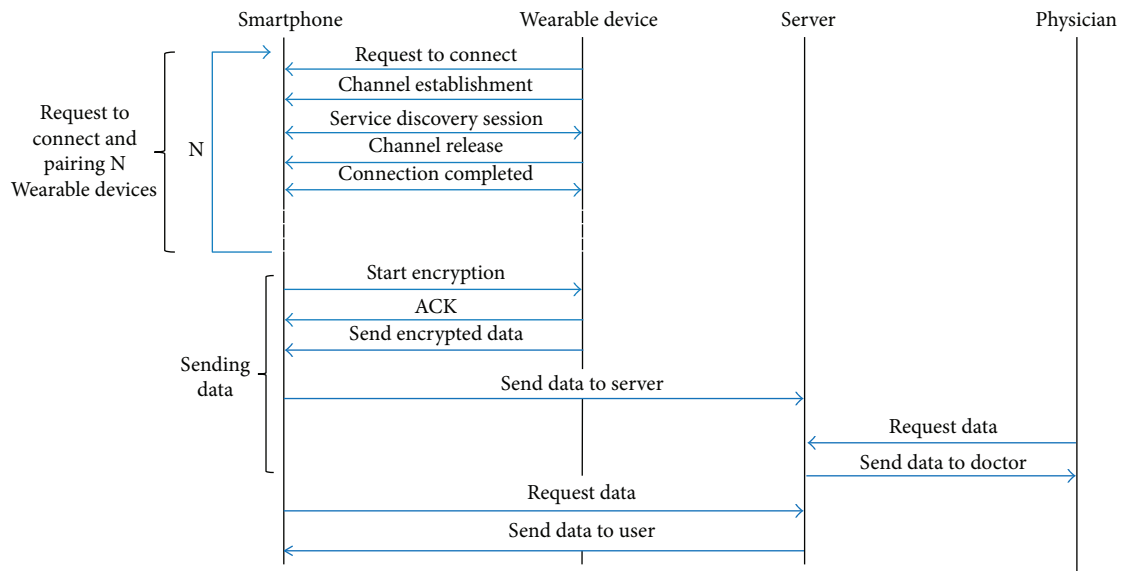 Smartphone
Wearable device
Server
Physician
Request to connect
Channel establishment
Service discovery session
Channel release
Connection completed
Request to
connect and
pairing N
Wearable devices
N
Start encryption
ACK
Send encrypted data
Sending
data
Send data to server
Request data
Send data to doctor
Request data
Send data to user